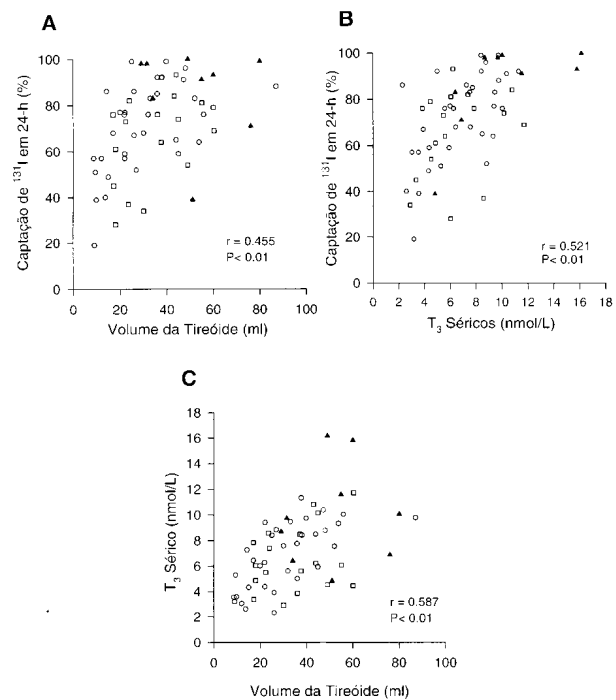 A
Captação de ¹³¹I em 24-h (%)
100
80
60
40
20
0
r = 0.455
P< 0.01
0 20 40 60 80 100
Volume da Tireóide (ml)
B
Captação de ¹³¹I em 24-h (%)
100
80
60
40
20
0
r = 0.521
P< 0.01
0 2 4 6 8 10 12 14 16 18
T₃ Séricos (nmol/L)
C
T₃ Sérico (nmol/L)
18
16
14
12
10
8
6
4
2
0
r = 0.587
P< 0.01
0 20 40 60 80 100
Volume da Tireóide (ml)